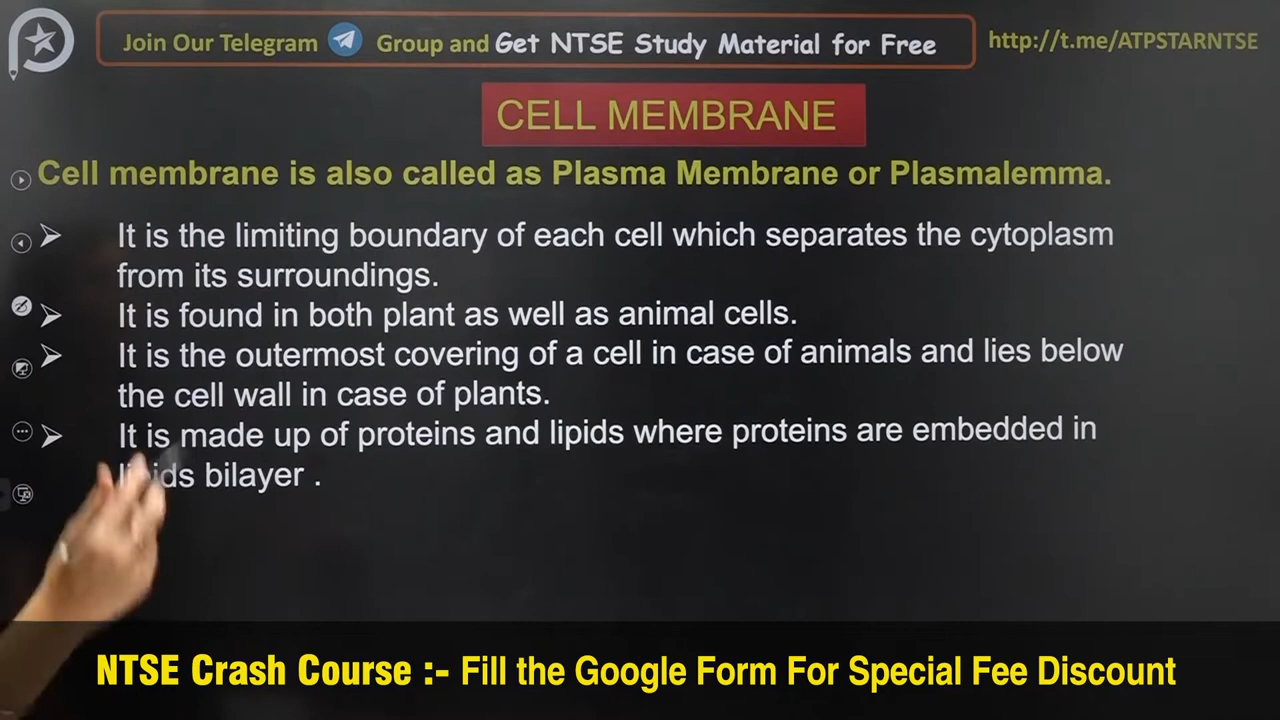 Join Our Telegram Group and Get NTSE Study Material for Free http://t.me/ATPSTARNTSE
CELL MEMBRANE
Cell membrane is also called as Plasma Membrane or Plasmalemma.
➢ It is the limiting boundary of each cell which separates the cytoplasm
from its surroundings.
➢ It is found in both plant as well as animal cells.
➢ It is the outermost covering of a cell in case of animals and lies below
the cell wall in case of plants.
➢ It is made up of proteins and lipids where proteins are embedded in
lipids bilayer .
NTSE Crash Course :- Fill the Google Form For Special Fee Discount